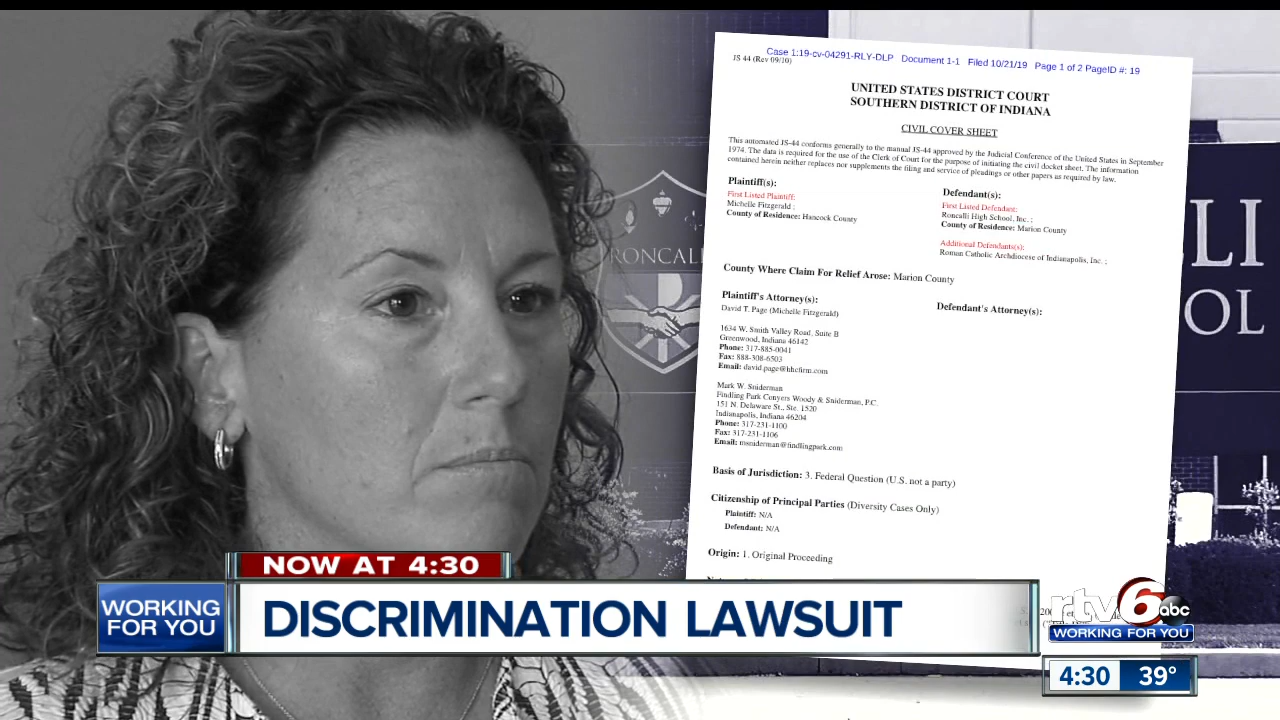 Case 1:19-cv-04291-RLY-DLP Document 1-1 Filed 10/21/19 Page 1 of 2 PageID #: 19
JS 44 (Rev 09/10)
UNITED STATES DISTRICT COURT
SOUTHERN DISTRICT OF INDIANA
CIVIL COVER SHEET
This automated JS-44 conforms generally to the manual JS-44 approved by the Judicial Conference of the United States in September
1974. The data is required for the use of the Clerk of Court for the purpose of initiating the civil docket sheet. The information
contained herein neither replaces nor supplements the filing and service of pleadings or other papers as required by law.
Plaintiff(s):
First Listed Plaintiff:
Michelle Fitzgerald ;
County of Residence: Hancock County
Defendant(s):
First Listed Defendant:
Roncalli High School, Inc. ;
County of Residence: Marion County
Additional Defendants(s):
Roman Catholic Archdiocese of Indianapolis, Inc. ;
County Where Claim For Relief Arose: Marion County
Plaintiff's Attorney(s):
David T. Page (Michelle Fitzgerald)
1634 W. Smith Valley Road, Suite B
Greenwood, Indiana 46142
Phone: 317-885-0041
Fax: 888-308-6503
Email: david.page@hhcfirm.com
Mark W. Sniderman
Findling Park Conyers Woody & Sniderman, P.C.
151 N. Delaware St., Ste. 1520
Indianapolis, Indiana 46204
Phone: 317-231-1100
Fax: 317-231-1106
Email: msniderman@findlingpark.com
Defendant's Attorney(s):
Basis of Jurisdiction: 3. Federal Question (U.S. not a party)
Citizenship of Principal Parties (Diversity Cases Only)
Plaintiff: N/A
Defendant: N/A
Origin: 1. Original Proceeding
RONCALL
LI
OL
NOW AT 4:30
WORKING
FOR YOU
DISCRIMINATION LAWSUIT
rtv6 abc
WORKING FOR YOU
4:30 39°